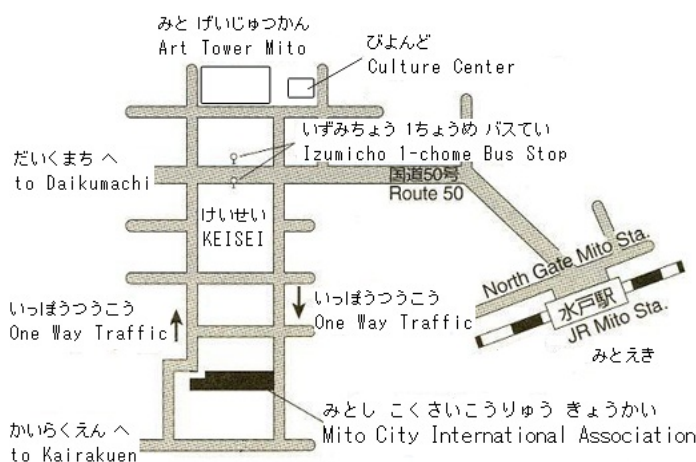 みと げいじゅつかん
Art Tower Mito
びよんど
Culture Center
いずみちょう 1ちょうめ バスてい
Izumicho 1-chome Bus Stop
だいくまち へ
to Daikumachi
国道50号
Route 50
けいせい
KEISEI
North Gate Mito Sta.
水戸駅
JR Mito Sta.
みとえき
いっぽうつうこう
One Way Traffic
いっぽうつうこう
One Way Traffic
みとし こくさいこうりゅう きょうかい
Mito City International Association
かいらくえん へ
to Kairakuen